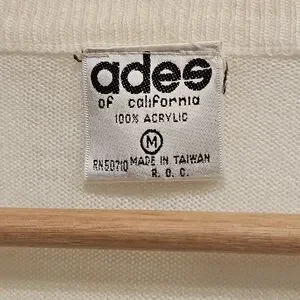 ades
of california
100% ACRYLIC
M
RN50710 MADE IN TAIWAN
R. O. C.